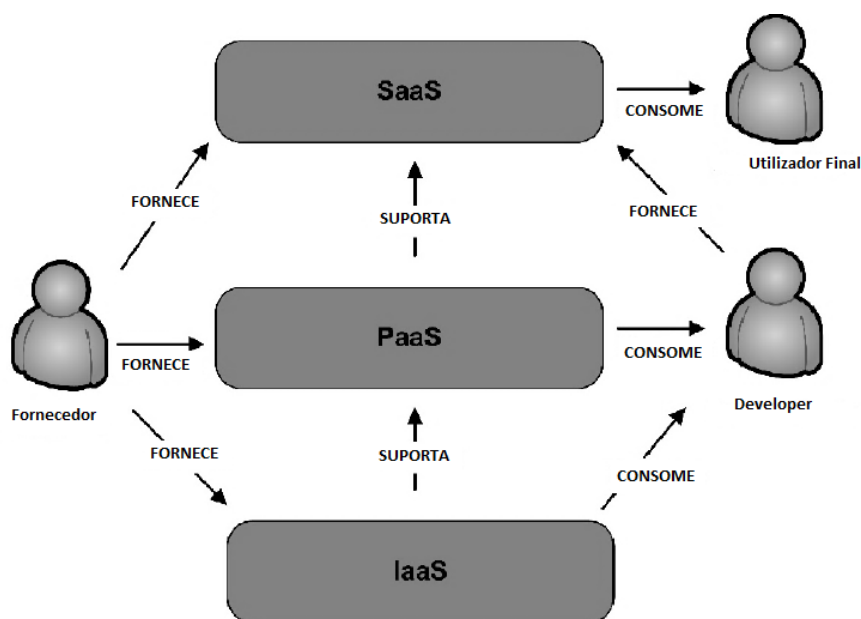 SaaS
CONSOME
Utilizador Final
FORNECE
SUPORTA
FORNECE
PaaS
FORNECE
CONSOME
Fornecedor
Developer
FORNECE
SUPORTA
CONSOME
IaaS